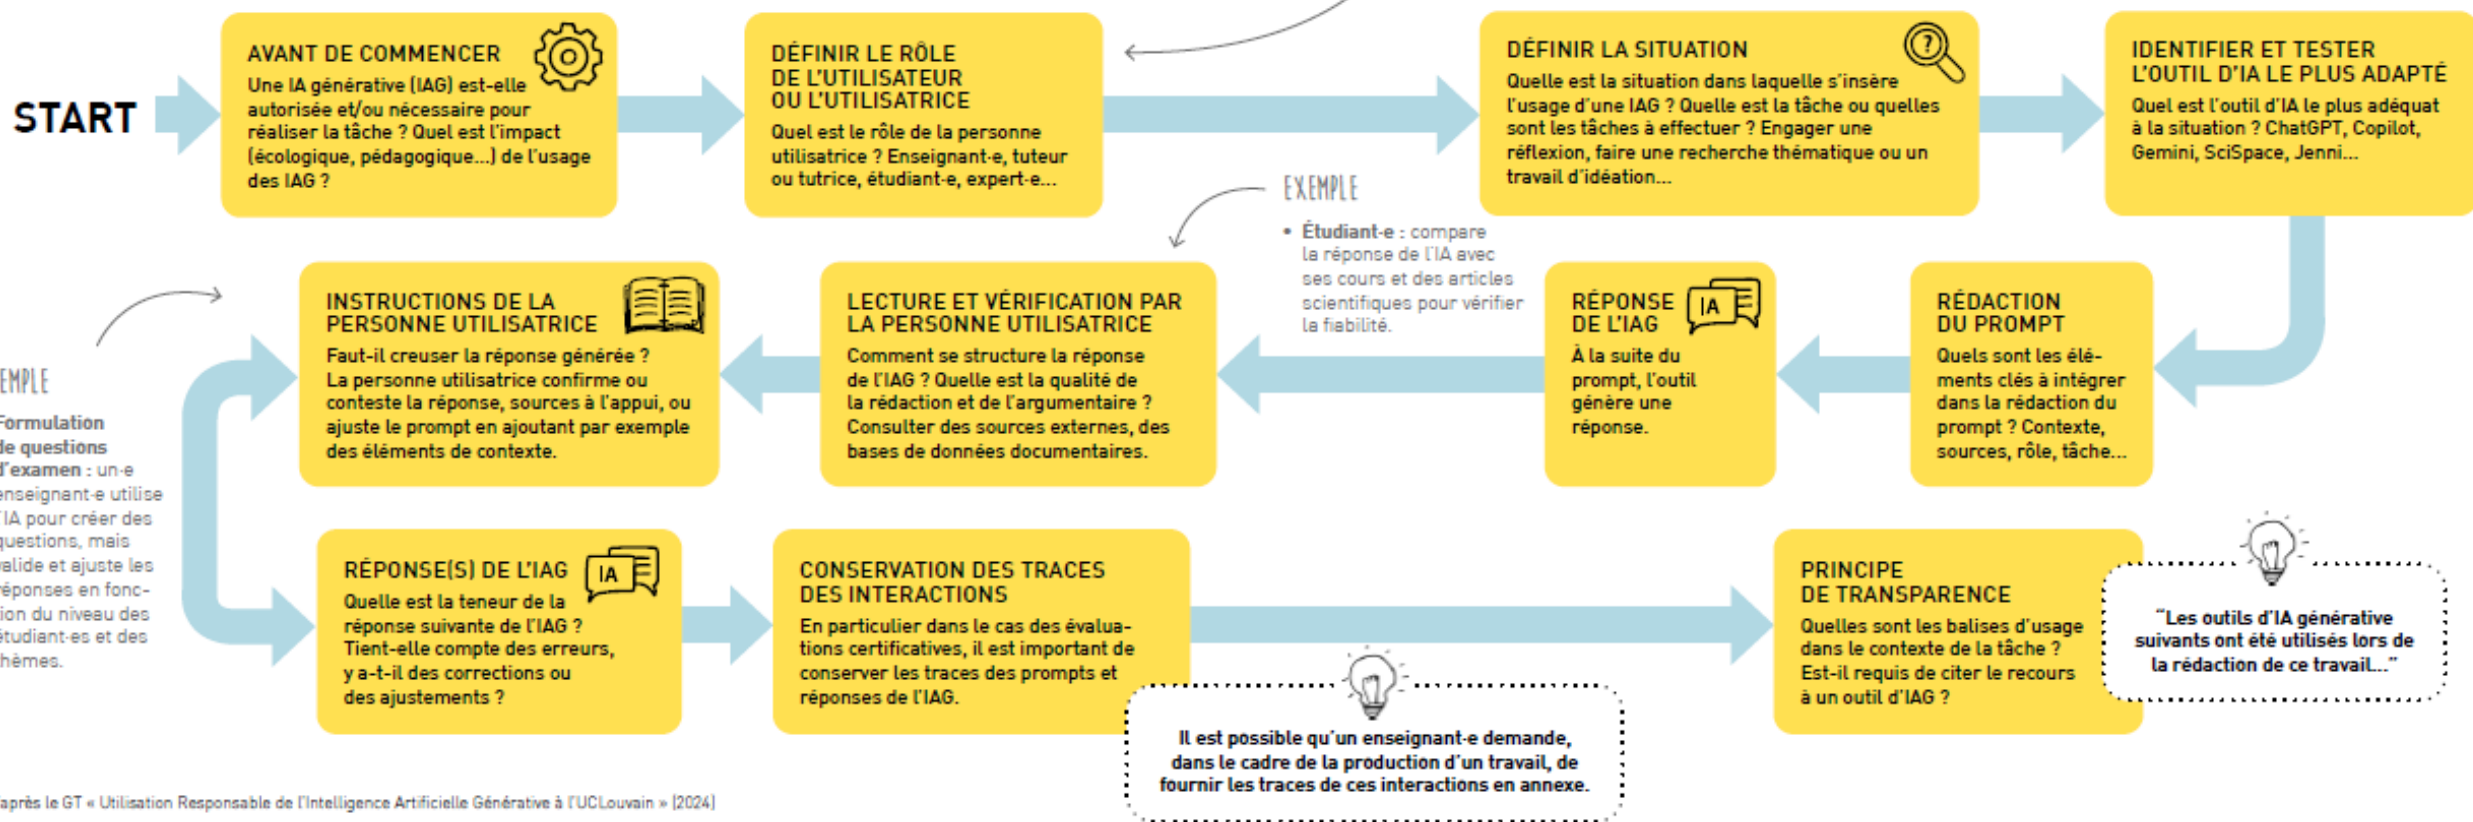 START
AVANT DE COMMENCER
Une IA générative (IAG) est-elle
autorisée et/ou nécessaire pour
réaliser la tâche ? Quel est l'impact
(écologique, pédagogique...) de l'usage
des IAG ?
DÉFINIR LE RÔLE
DE L'UTILISATEUR
OU L'UTILISATRICE
Quel est le rôle de la personne
utilisatrice ? Enseignant·e, tuteur
ou tutrice, étudiant·e, expert·e...
DÉFINIR LA SITUATION
Quelle est la situation dans laquelle s'insère
l'usage d'une IAG ? Quelle est la tâche ou quelles
sont les tâches à effectuer ? Engager une
réflexion, faire une recherche thématique ou un
travail d'idéation...
?
IDENTIFIER ET TESTER
L'OUTIL D'IA LE PLUS ADAPTÉ
Quel est l'outil d'IA le plus adéquat
à la situation ? ChatGPT, Copilot,
Gemini, SciSpace, Jenni...
RÉDACTION
DU PROMPT
Quels sont les élé-
ments clés à intégrer
dans la rédaction du
prompt ? Contexte,
sources, rôle, tâche...
RÉPONSE
DE L'IAG
IA
À la suite du
prompt, l'outil
génère une
réponse.
EXEMPLE
• Étudiant·e : compare
la réponse de l'IA avec
ses cours et des articles
scientifiques pour vérifier
la fiabilité.
LECTURE ET VÉRIFICATION PAR
LA PERSONNE UTILISATRICE
Comment se structure la réponse
de l'IAG ? Quelle est la qualité de
la rédaction et de l'argumentaire ?
Consulter des sources externes, des
bases de données documentaires.
INSTRUCTIONS DE LA
PERSONNE UTILISATRICE
Faut-il creuser la réponse générée ?
La personne utilisatrice confirme ou
conteste la réponse, sources à l'appui, ou
ajuste le prompt en ajoutant par exemple
des éléments de contexte.
EMPLE
Formulation
de questions
d'examen : un·e
enseignant·e utilise
l'IA pour créer des
questions, mais
valide et ajuste les
réponses en fonc-
tion du niveau des
étudiant·es et des
thèmes.
RÉPONSE(S) DE L'IAG
IA
Quelle est la teneur de la
réponse suivante de l'IAG ?
Tient-elle compte des erreurs,
y a-t-il des corrections ou
des ajustements ?
CONSERVATION DES TRACES
DES INTERACTIONS
En particulier dans le cas des évalua-
tions certificatives, il est important de
conserver les traces des prompts et
réponses de l'IAG.
Il est possible qu'un enseignant·e demande,
dans le cadre de la production d'un travail, de
fournir les traces de ces interactions en annexe.
PRINCIPE
DE TRANSPARENCE
Quelles sont les balises d'usage
dans le contexte de la tâche ?
Est-il requis de citer le recours
à un outil d'IAG ?
"Les outils d'IA générative
suivants ont été utilisés lors de
la rédaction de ce travail..."
'après le GT « Utilisation Responsable de l'Intelligence Artificielle Générative à l'UCLouvain » (2024)